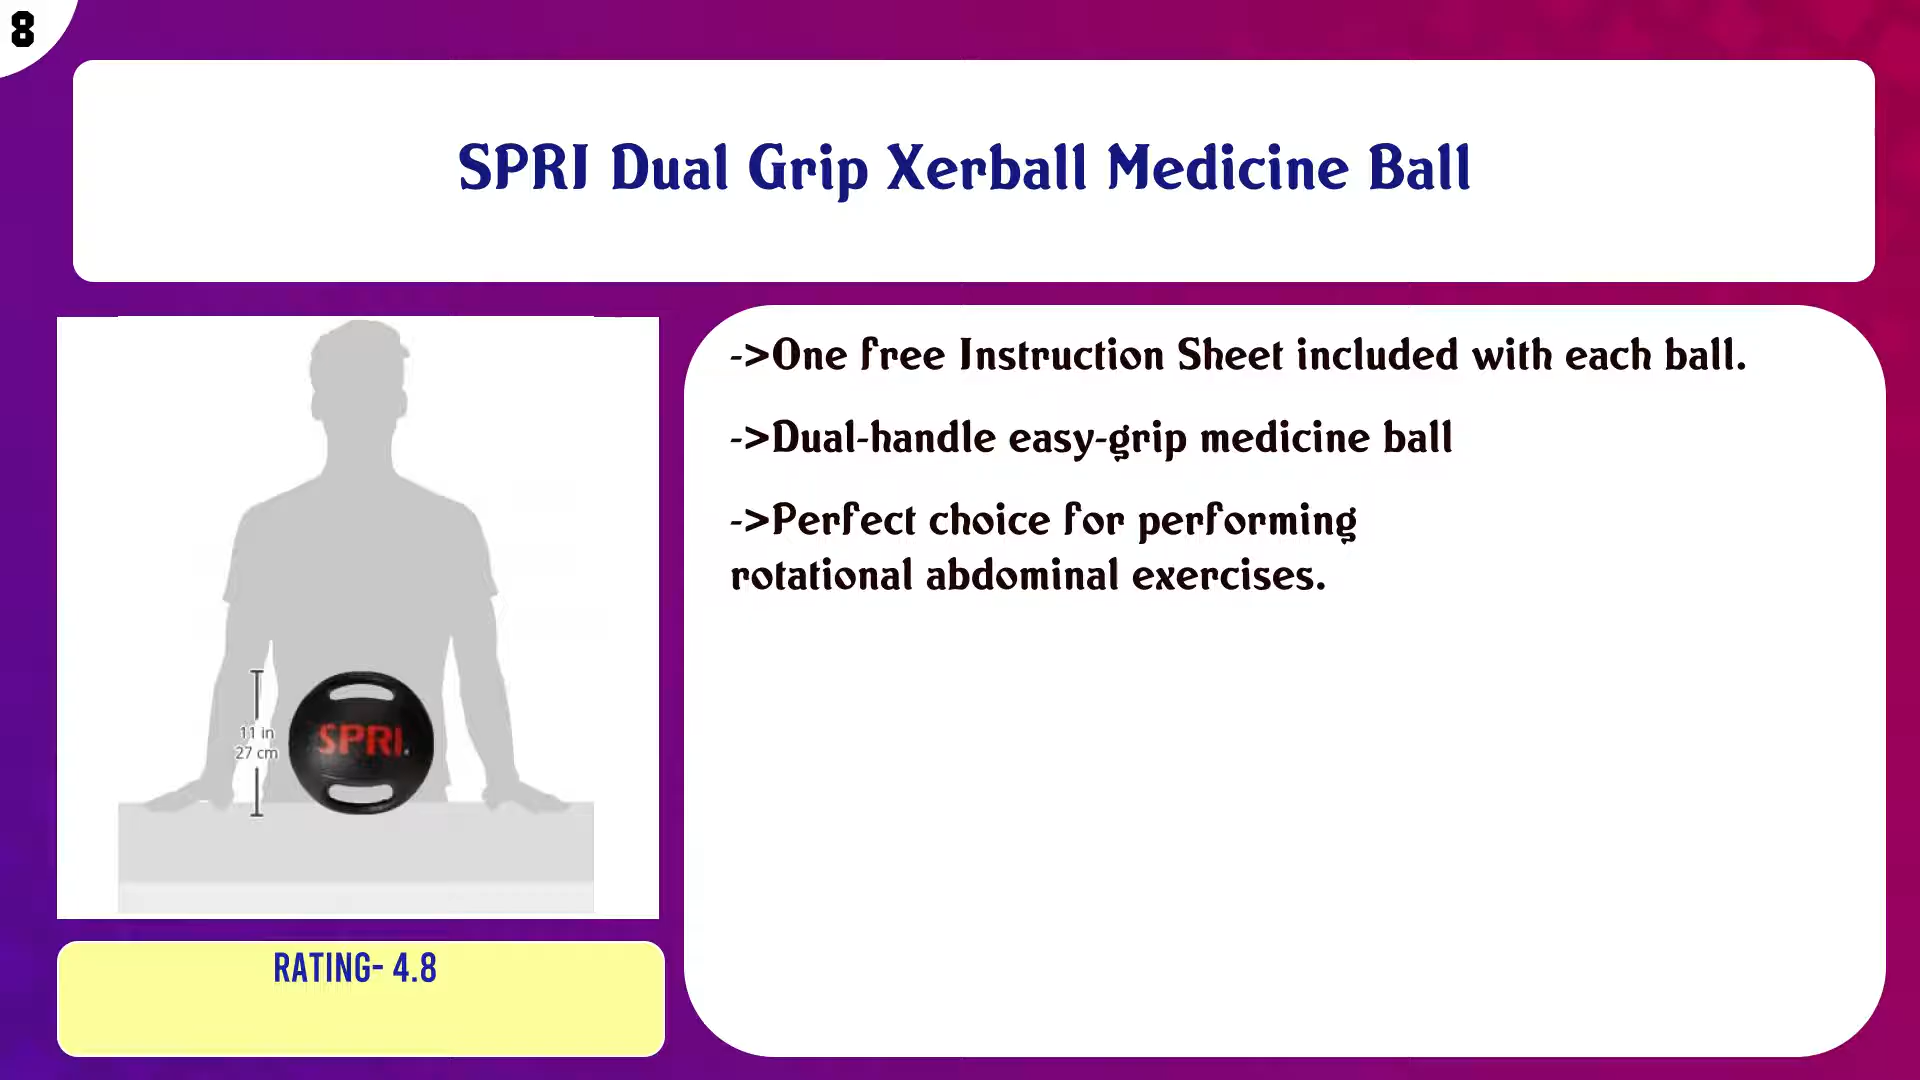 8
SPRI Dual Grip Xerball Medicine Ball
->One free Instruction Sheet included with each ball.
->Dual-handle easy-grip medicine ball
->Perfect choice for performing
rotational abdominal exercises.
11 in
27 cm
SPRI.
RATING- 4.8